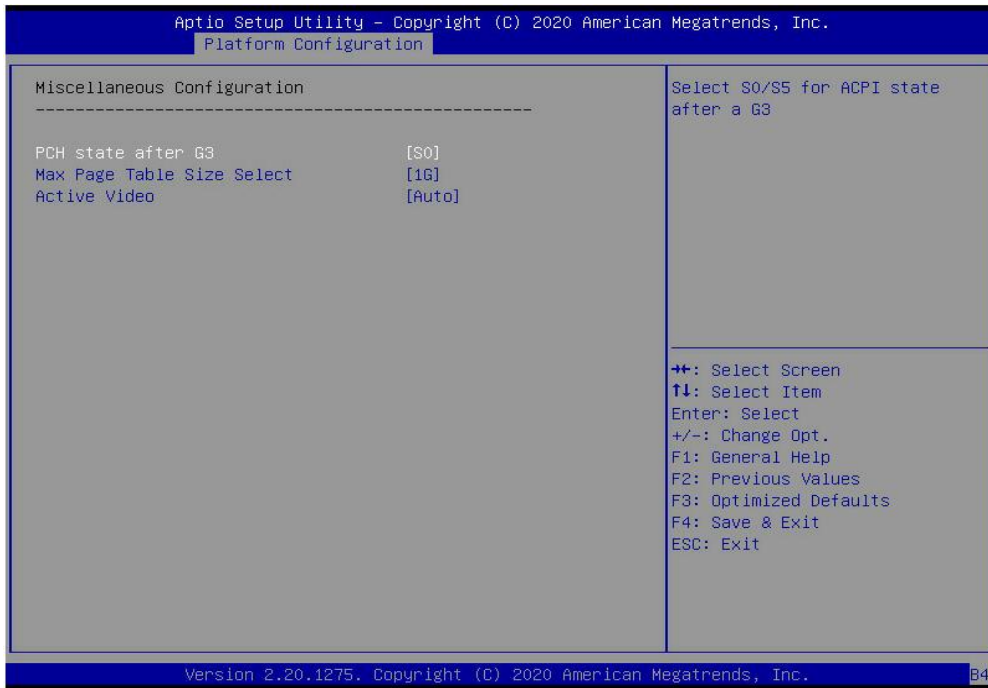 Aptio Setup Utility – Copyright (C) 2020 American Megatrends, Inc.
Platform Configuration
Miscellaneous Configuration
--------------------------------------------------
PCH state after G3 [S0]
Max Page Table Size Select [1G]
Active Video [Auto]
Select S0/S5 for ACPI state
after a G3
→←: Select Screen
↑↓: Select Item
Enter: Select
+/-: Change Opt.
F1: General Help
F2: Previous Values
F3: Optimized Defaults
F4: Save & Exit
ESC: Exit
Version 2.20.1275. Copyright (C) 2020 American Megatrends, Inc.
B4